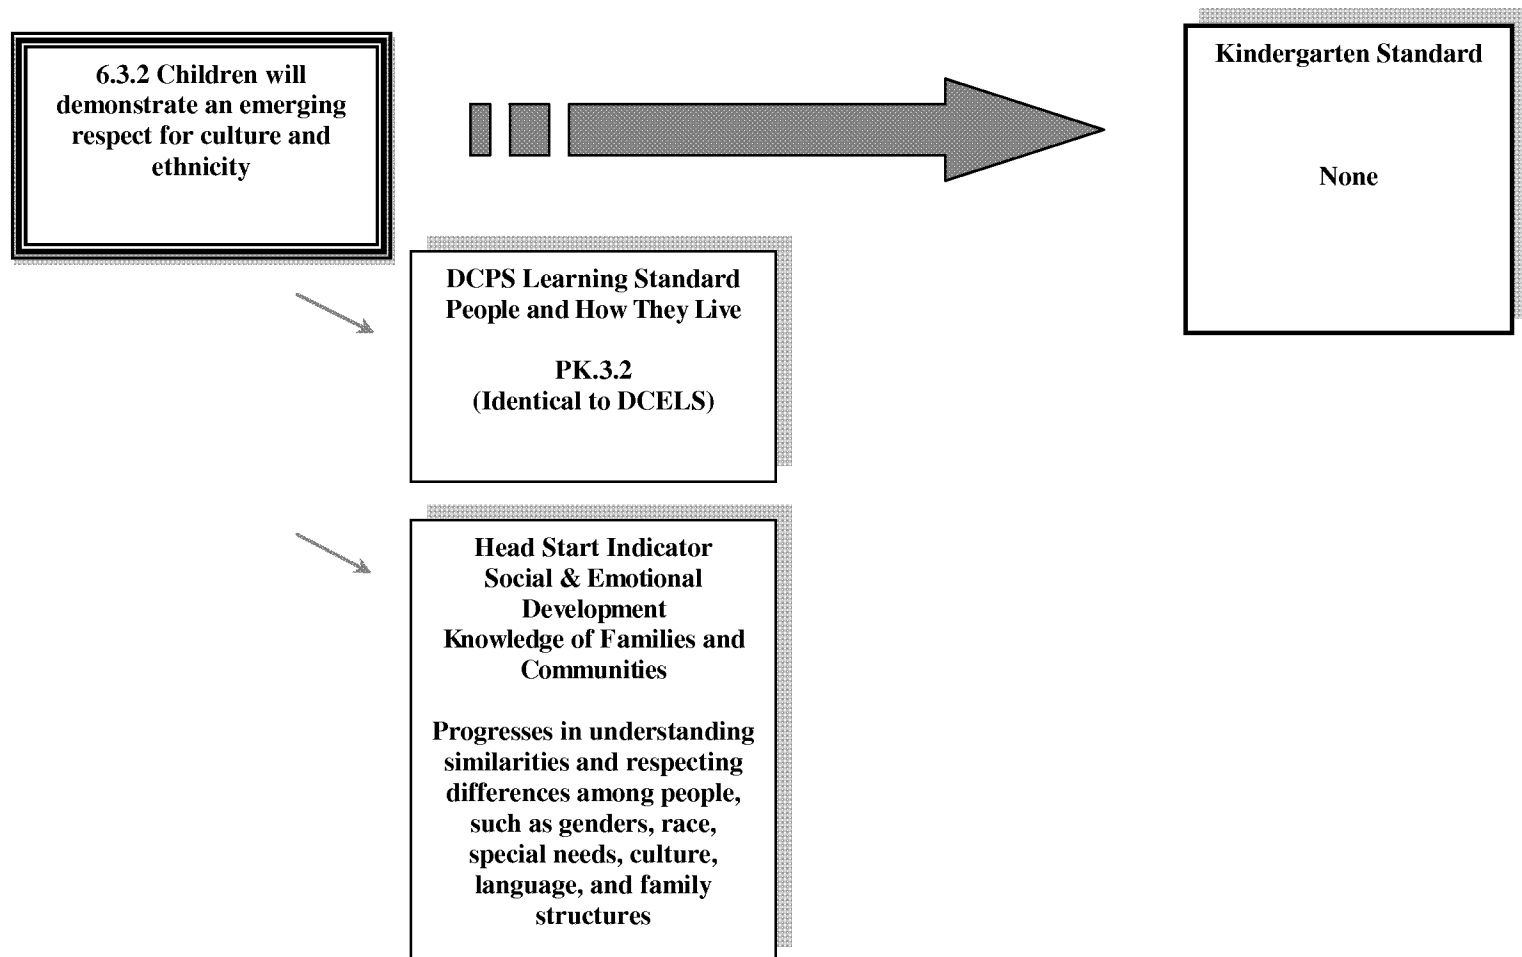 6.3.2 Children will
demonstrate an emerging
respect for culture and
ethnicity
Kindergarten Standard
None
DCPS Learning Standard
People and How They Live
PK.3.2
(Identical to DCELS)
Head Start Indicator
Social & Emotional
Development
Knowledge of Families and
Communities
Progresses in understanding
similarities and respecting
differences among people,
such as genders, race,
special needs, culture,
language, and family
structures